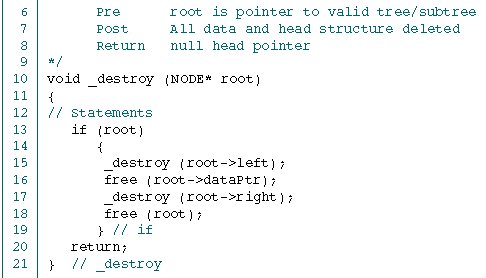 6 Pre root is pointer to valid tree/subtree
7 Post All data and head structure deleted
8 Return null head pointer
9 */
10 void _destroy (NODE* root)
11 {
12 // Statements
13 if (root)
14 {
15 _destroy (root->left);
16 free (root->dataPtr);
17 _destroy (root->right);
18 free (root);
19 } // if
20 return;
21 } // _destroy